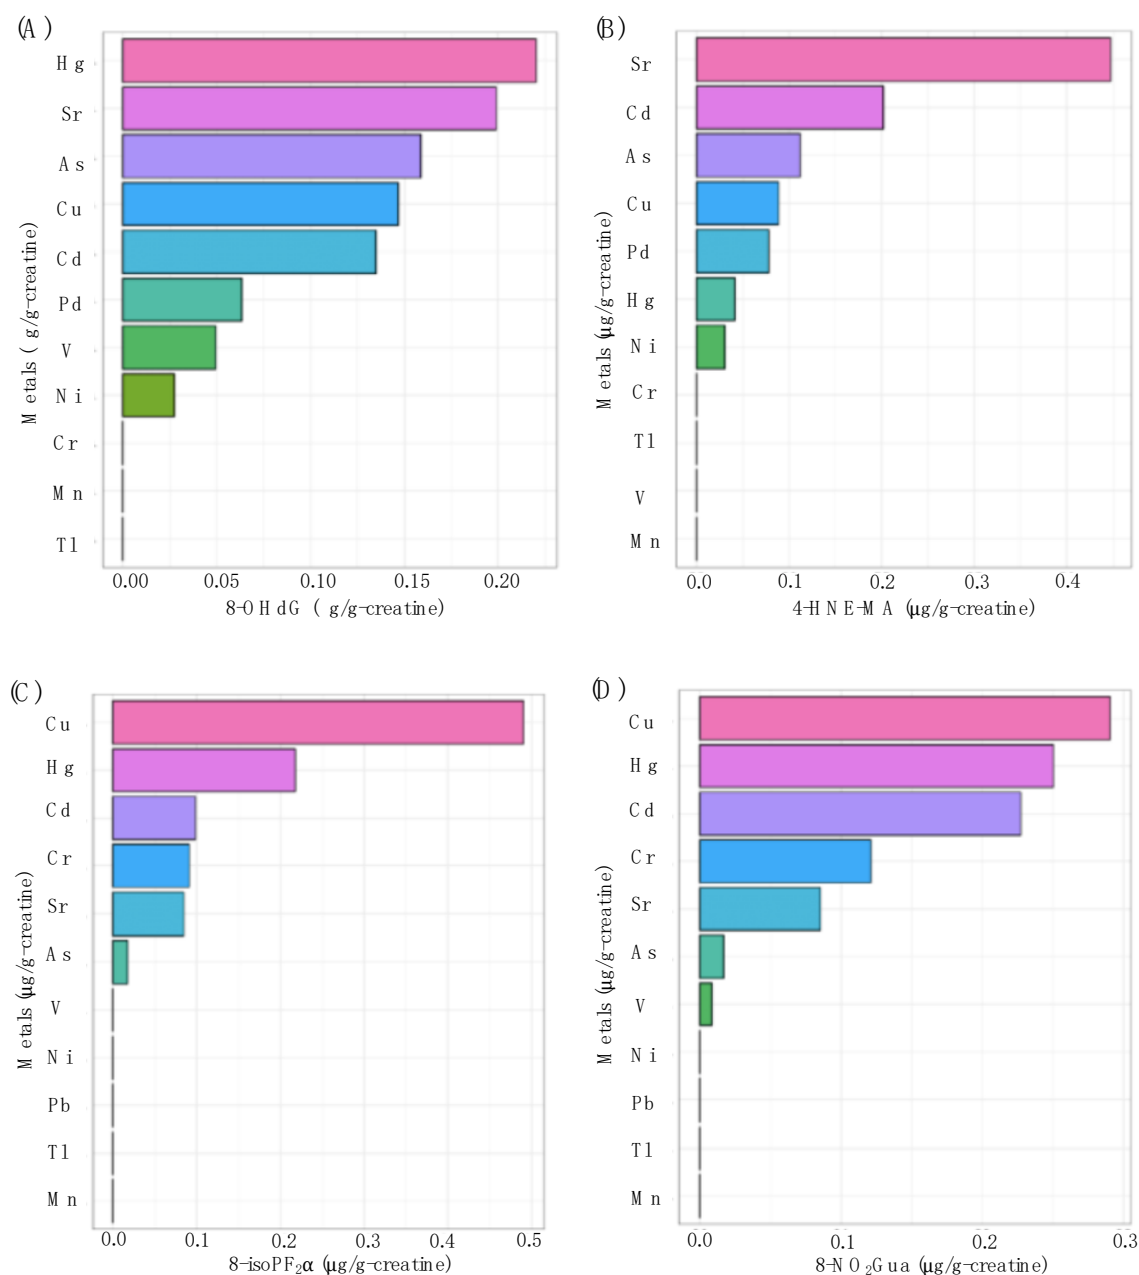 (A)
Hg
Sr
As
Cu
Cd
Pd
V
Ni
Cr
Mn
Tl
Metals ( g/g-creatine)
0.00 0.05 0.10 0.15 0.20
8-OHdG ( g/g-creatine)
(B)
Sr
Cd
As
Cu
Pd
Hg
Ni
Cr
Tl
V
Mn
Metals (μg/g-creatine)
0.0 0.1 0.2 0.3 0.4
4-HNE-MA (μg/g-creatine)
(C)
Cu
Hg
Cd
Cr
Sr
As
V
Ni
Pb
Tl
Mn
Metals (μg/g-creatine)
0.0 0.1 0.2 0.3 0.4 0.5
8-isoPF₂α (μg/g-creatine)
(D)
Cu
Hg
Cd
Cr
Sr
As
V
Ni
Pb
Tl
Mn
Metals (μg/g-creatine)
0.0 0.1 0.2 0.3
8-NO₂Gua (μg/g-creatine)